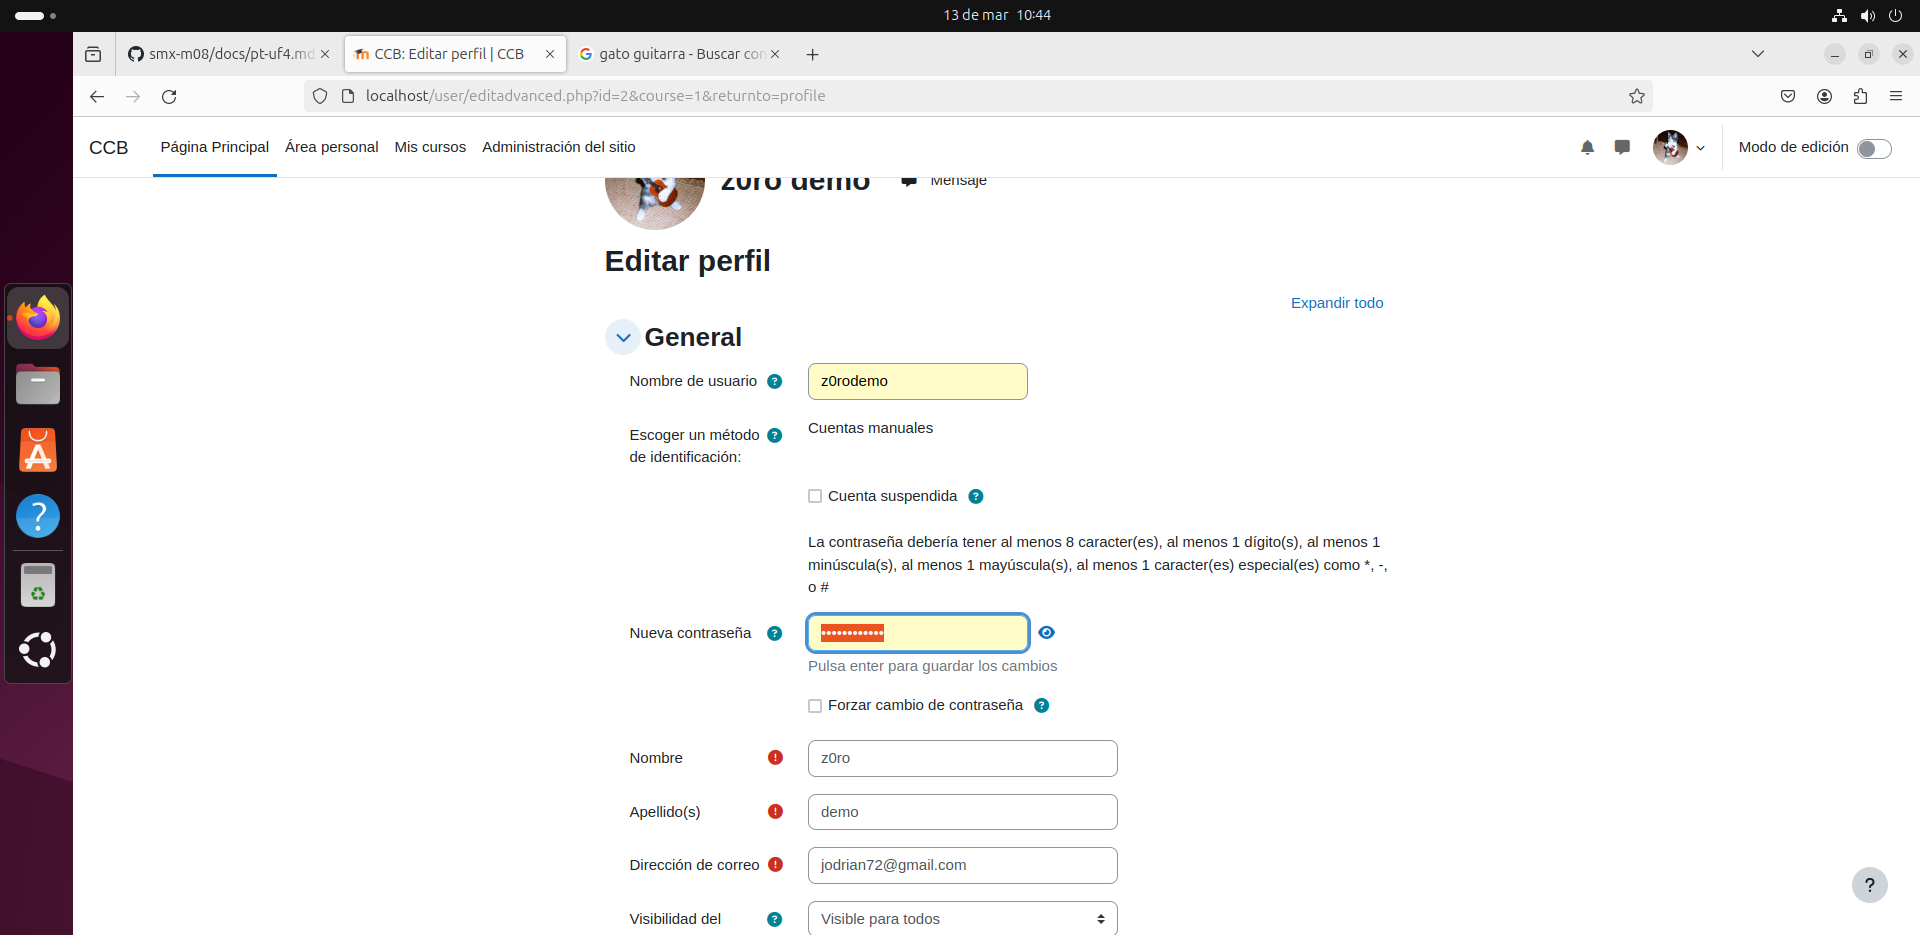 13 de mar 10:44
smx-m08/docs/pt-uf4.md
CCB: Editar perfil | CCB
gato guitarra - Buscar con
localhost/user/editadvanced.php?id=2&course=1&returnto=profile
CCB
Página Principal
Área personal
Mis cursos
Administración del sitio
Modo de edición
z0ro demo
Mensaje
Editar perfil
Expandir todo
General
Nombre de usuario
z0rodemo
Escoger un método
de identificación:
Cuentas manuales
Cuenta suspendida
La contraseña debería tener al menos 8 caracter(es), al menos 1 dígito(s), al menos 1
minúscula(s), al menos 1 mayúscula(s), al menos 1 caracter(es) especial(es) como *, -,
o #
Nueva contraseña
••••••••••••
Pulsa enter para guardar los cambios
Forzar cambio de contraseña
Nombre
z0ro
Apellido(s)
demo
Dirección de correo
jodrian72@gmail.com
Visibilidad del
Visible para todos
?